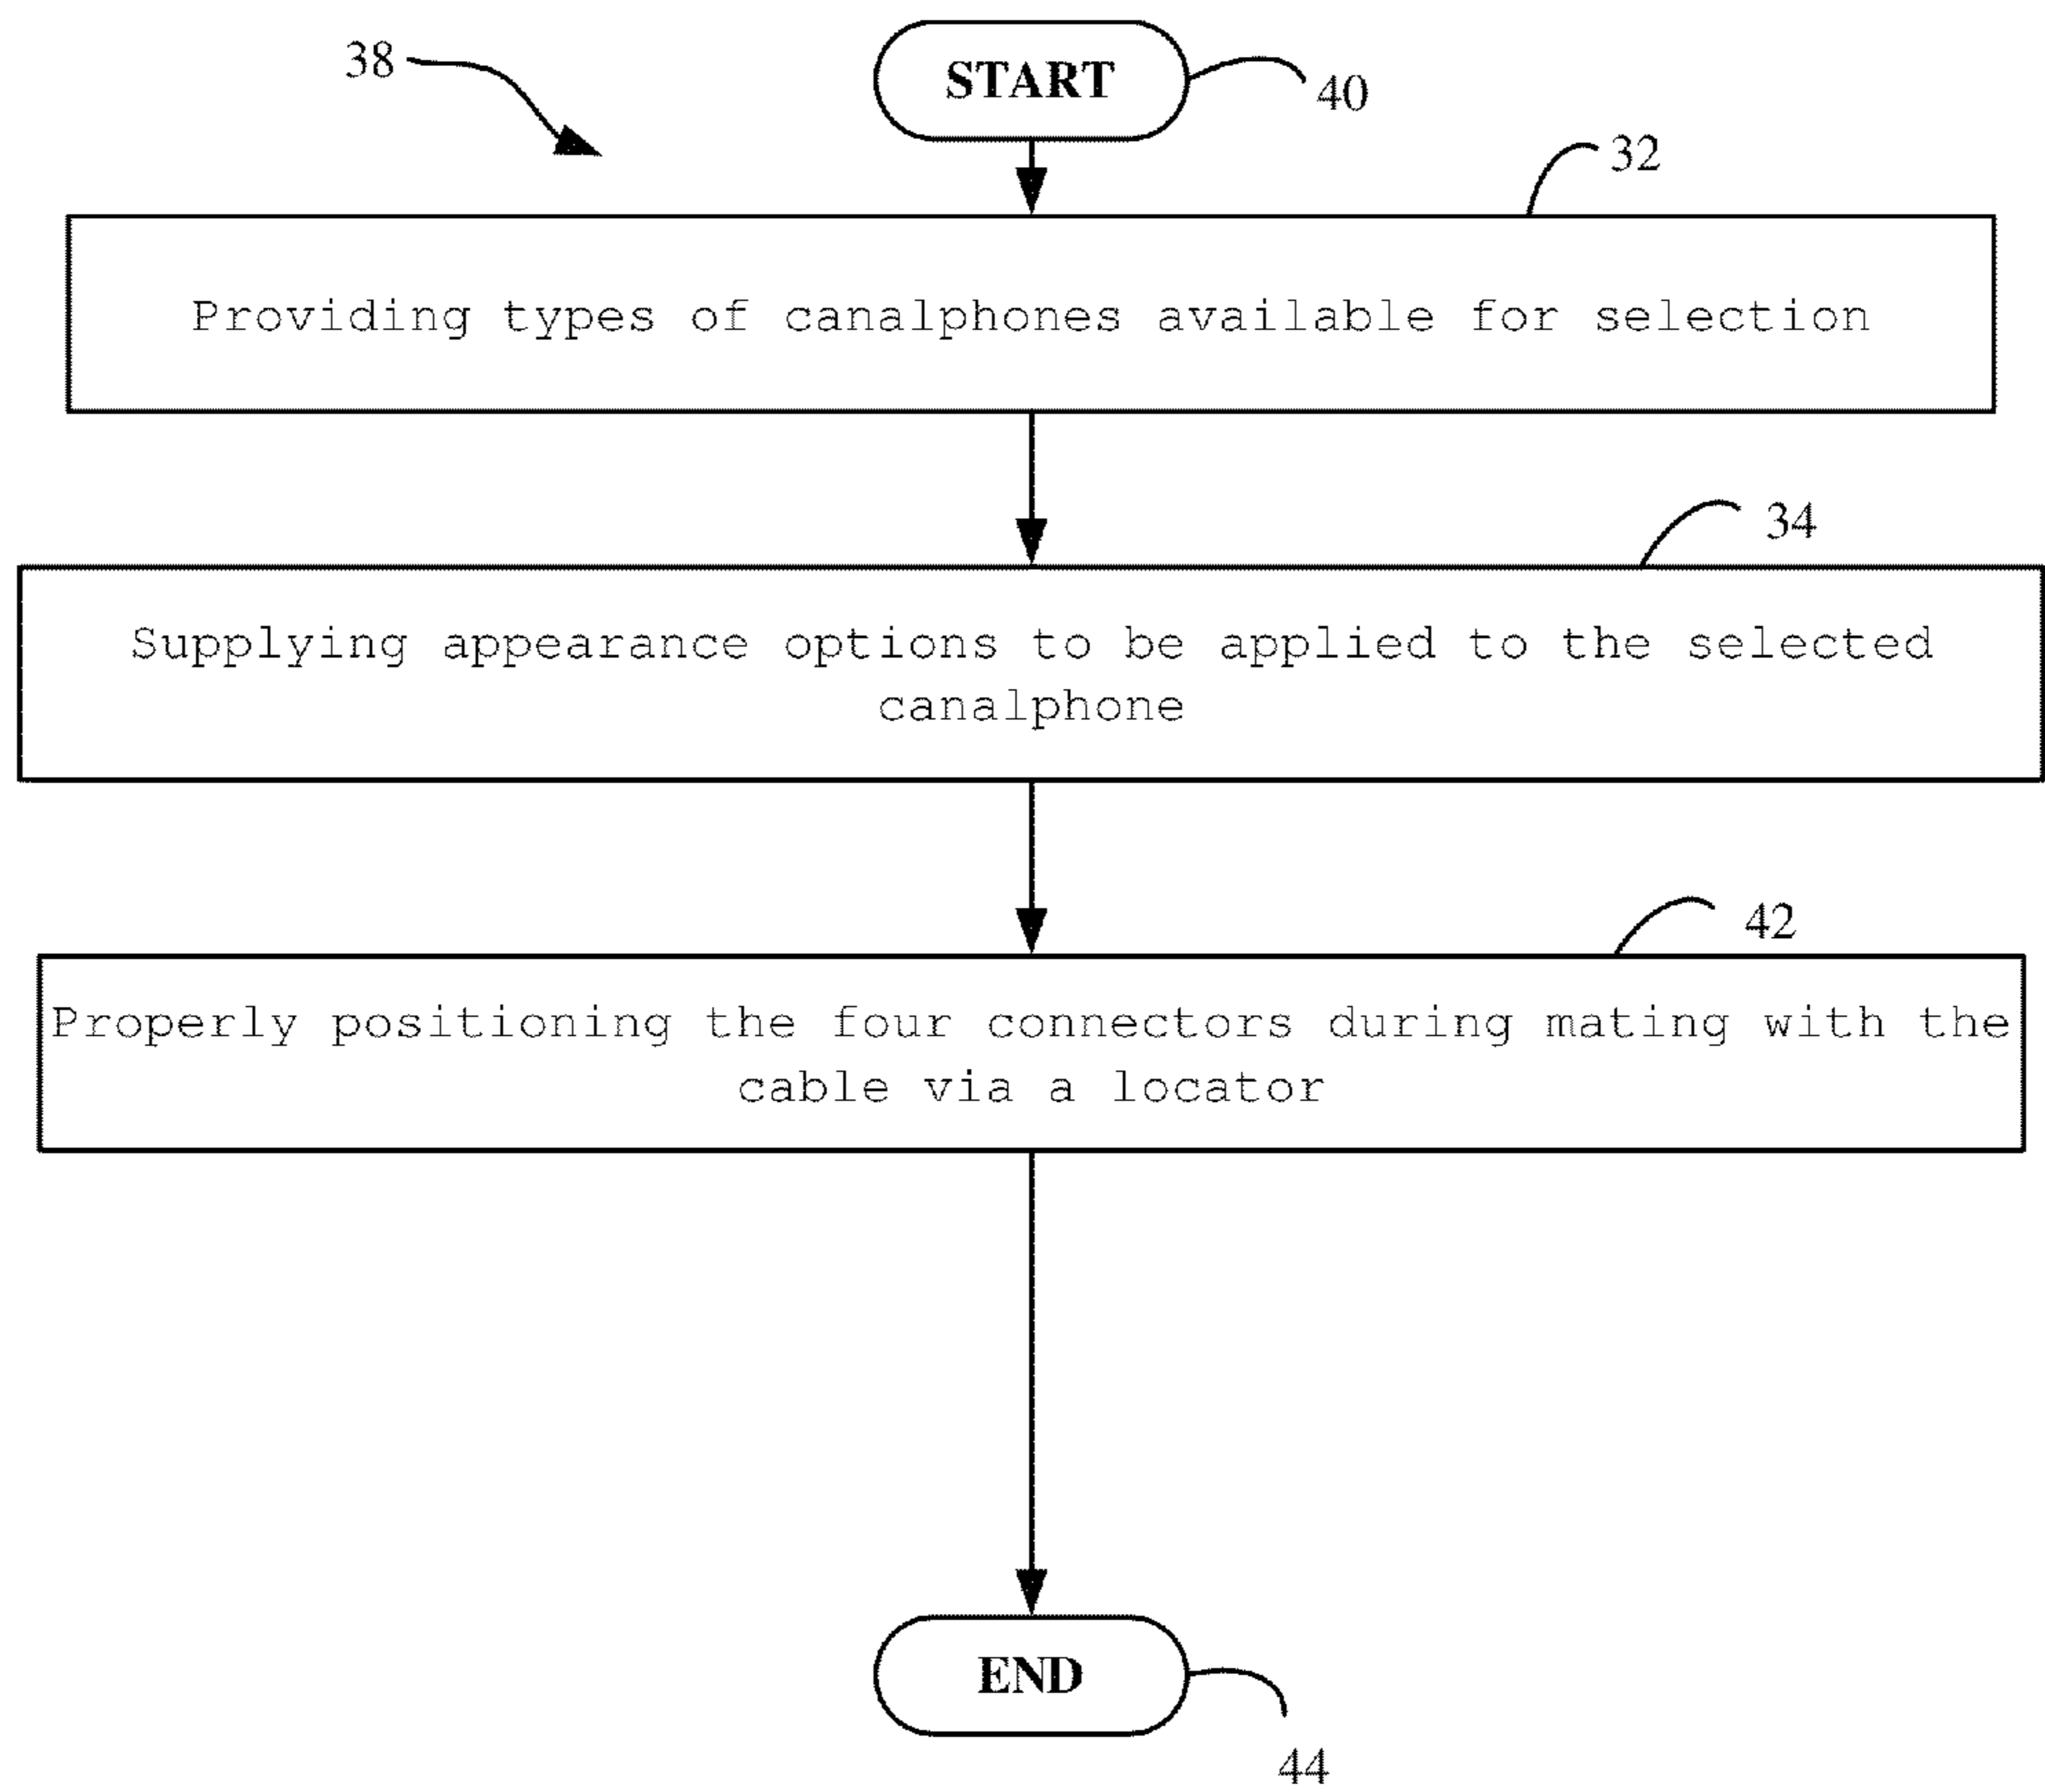 38
START
40
32
Providing types of canalphones available for selection
34
Supplying appearance options to be applied to the selected
canalphone
42
Properly positioning the four connectors during mating with the
cable via a locator
END
44